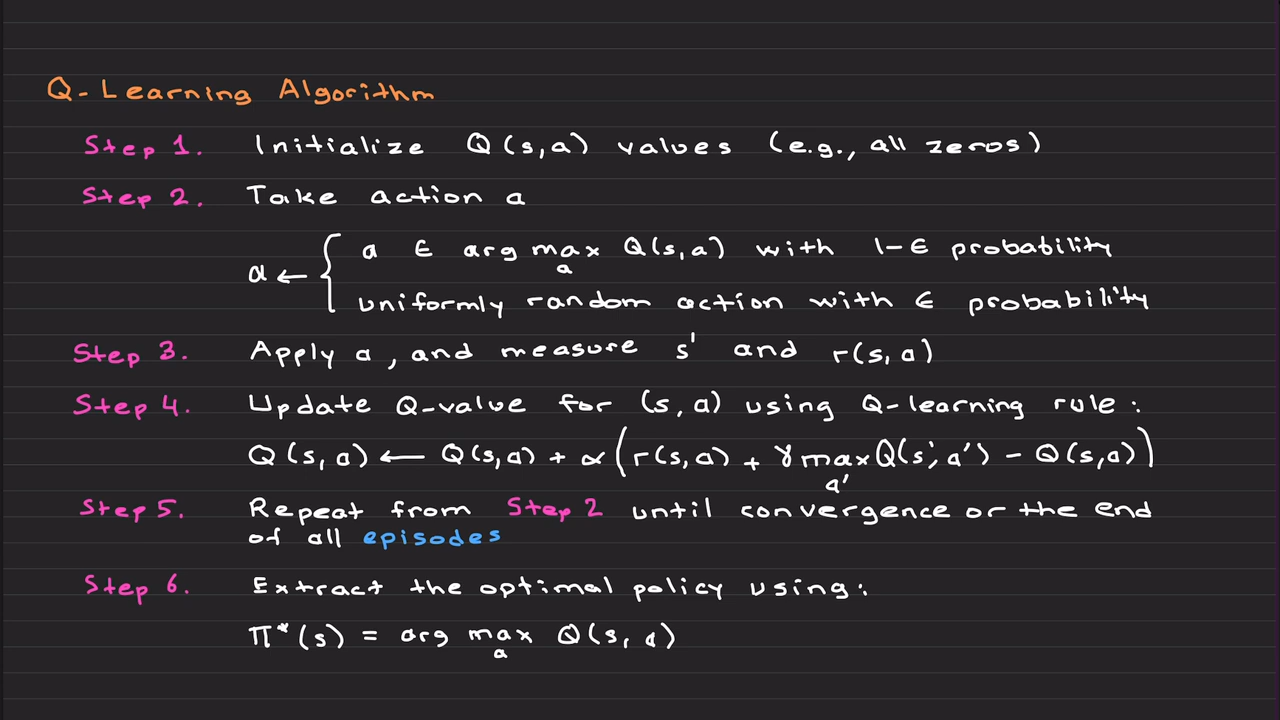 Q-Learning Algorithm
Step 1. Initialize Q(s,a) values (e.g., all zeros)
Step 2. Take action a
a ← { a ∈ arg max_a Q(s,a) with 1-ϵ probability
uniformly random action with ϵ probability
Step 3. Apply a, and measure s' and r(s,a)
Step 4. Update Q-value for (s,a) using Q-learning rule:
Q(s,a) ← Q(s,a) + α(r(s,a) + γ max_a' Q(s',a') - Q(s,a))
Step 5. Repeat from Step 2 until convergence or the end
of all episodes
Step 6. Extract the optimal policy using:
π*(s) = arg max_a Q(s,a)